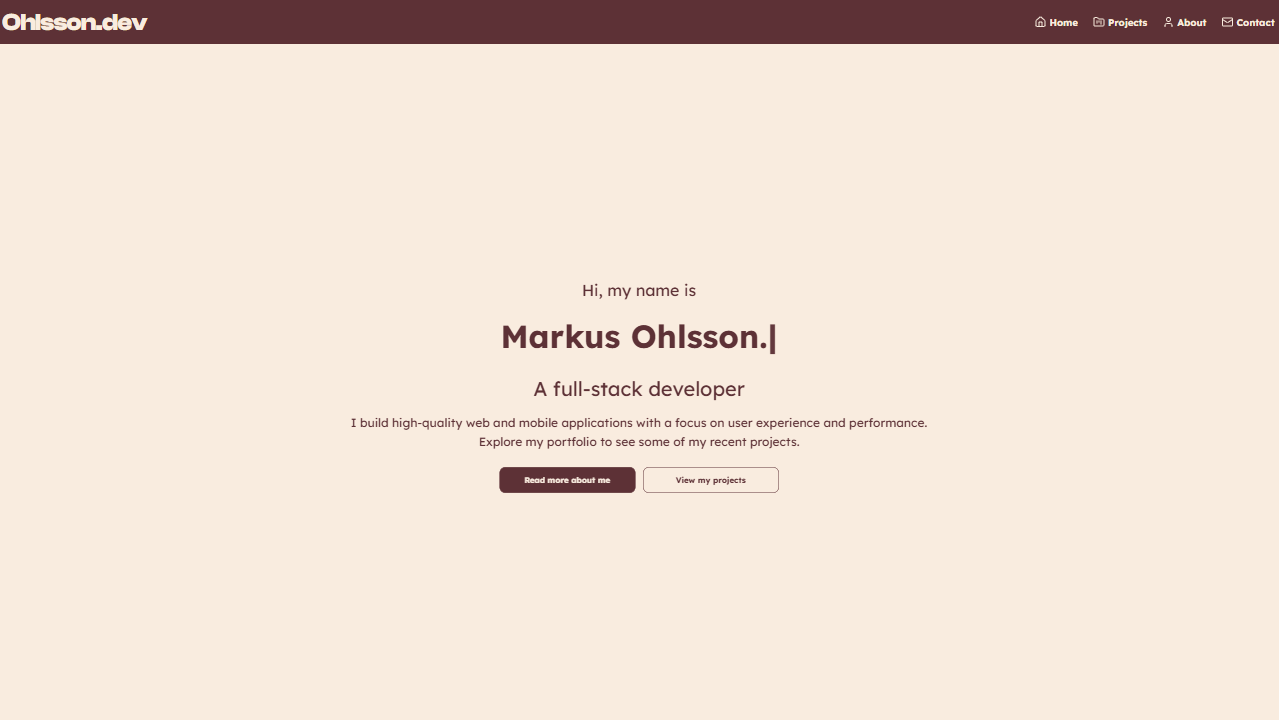 Ohlsson.dev
Home Projects About Contact
Hi, my name is
Markus Ohlsson.|
A full-stack developer
I build high-quality web and mobile applications with a focus on user experience and performance.
Explore my portfolio to see some of my recent projects.
Read more about me View my projects